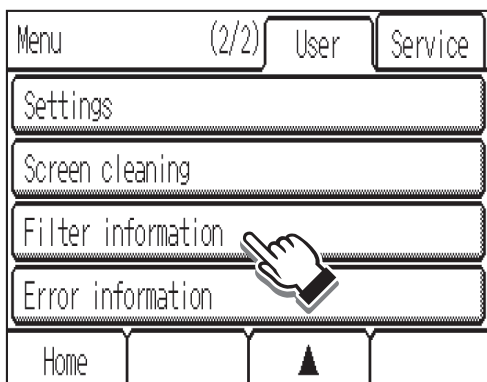 Menu (2/2) User Service
Settings
Screen cleaning
Filter information
Error information
Home ▲